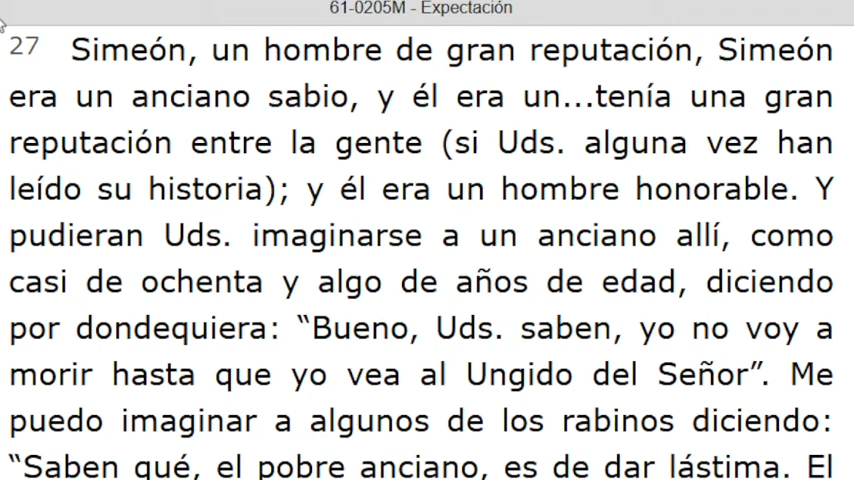 61-0205M - Expectación
27 Simeón, un hombre de gran reputación, Simeón
era un anciano sabio, y él era un...tenía una gran
reputación entre la gente (si Uds. alguna vez han
leído su historia); y él era un hombre honorable. Y
pudieran Uds. imaginarse a un anciano allí, como
casi de ochenta y algo de años de edad, diciendo
por dondequiera: “Bueno, Uds. saben, yo no voy a
morir hasta que yo vea al Ungido del Señor”. Me
puedo imaginar a algunos de los rabinos diciendo:
“Saben qué, el pobre anciano, es de dar lástima. El